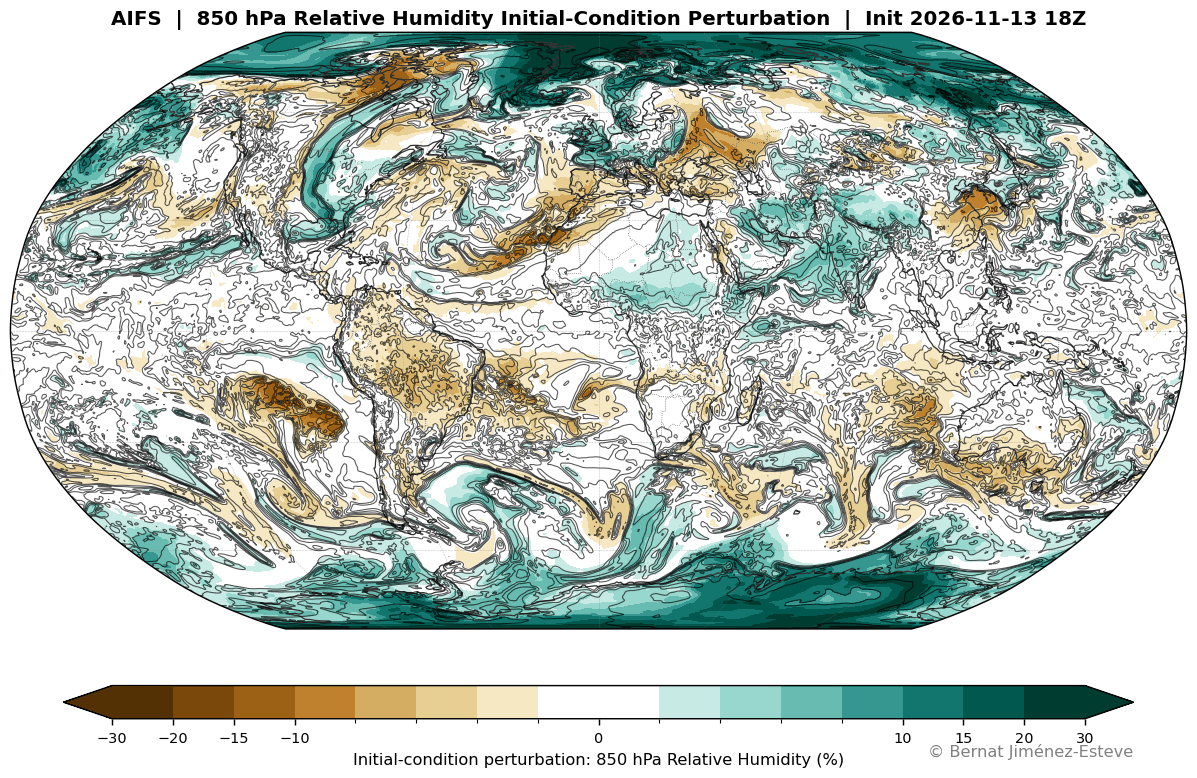 AIFS | 850 hPa Relative Humidity Initial-Condition Perturbation | Init 2026-11-13 18Z
−30 −20 −15 −10 0 10 15 20 30
Initial-condition perturbation: 850 hPa Relative Humidity (%)
© Bernat Jiménez-Esteve